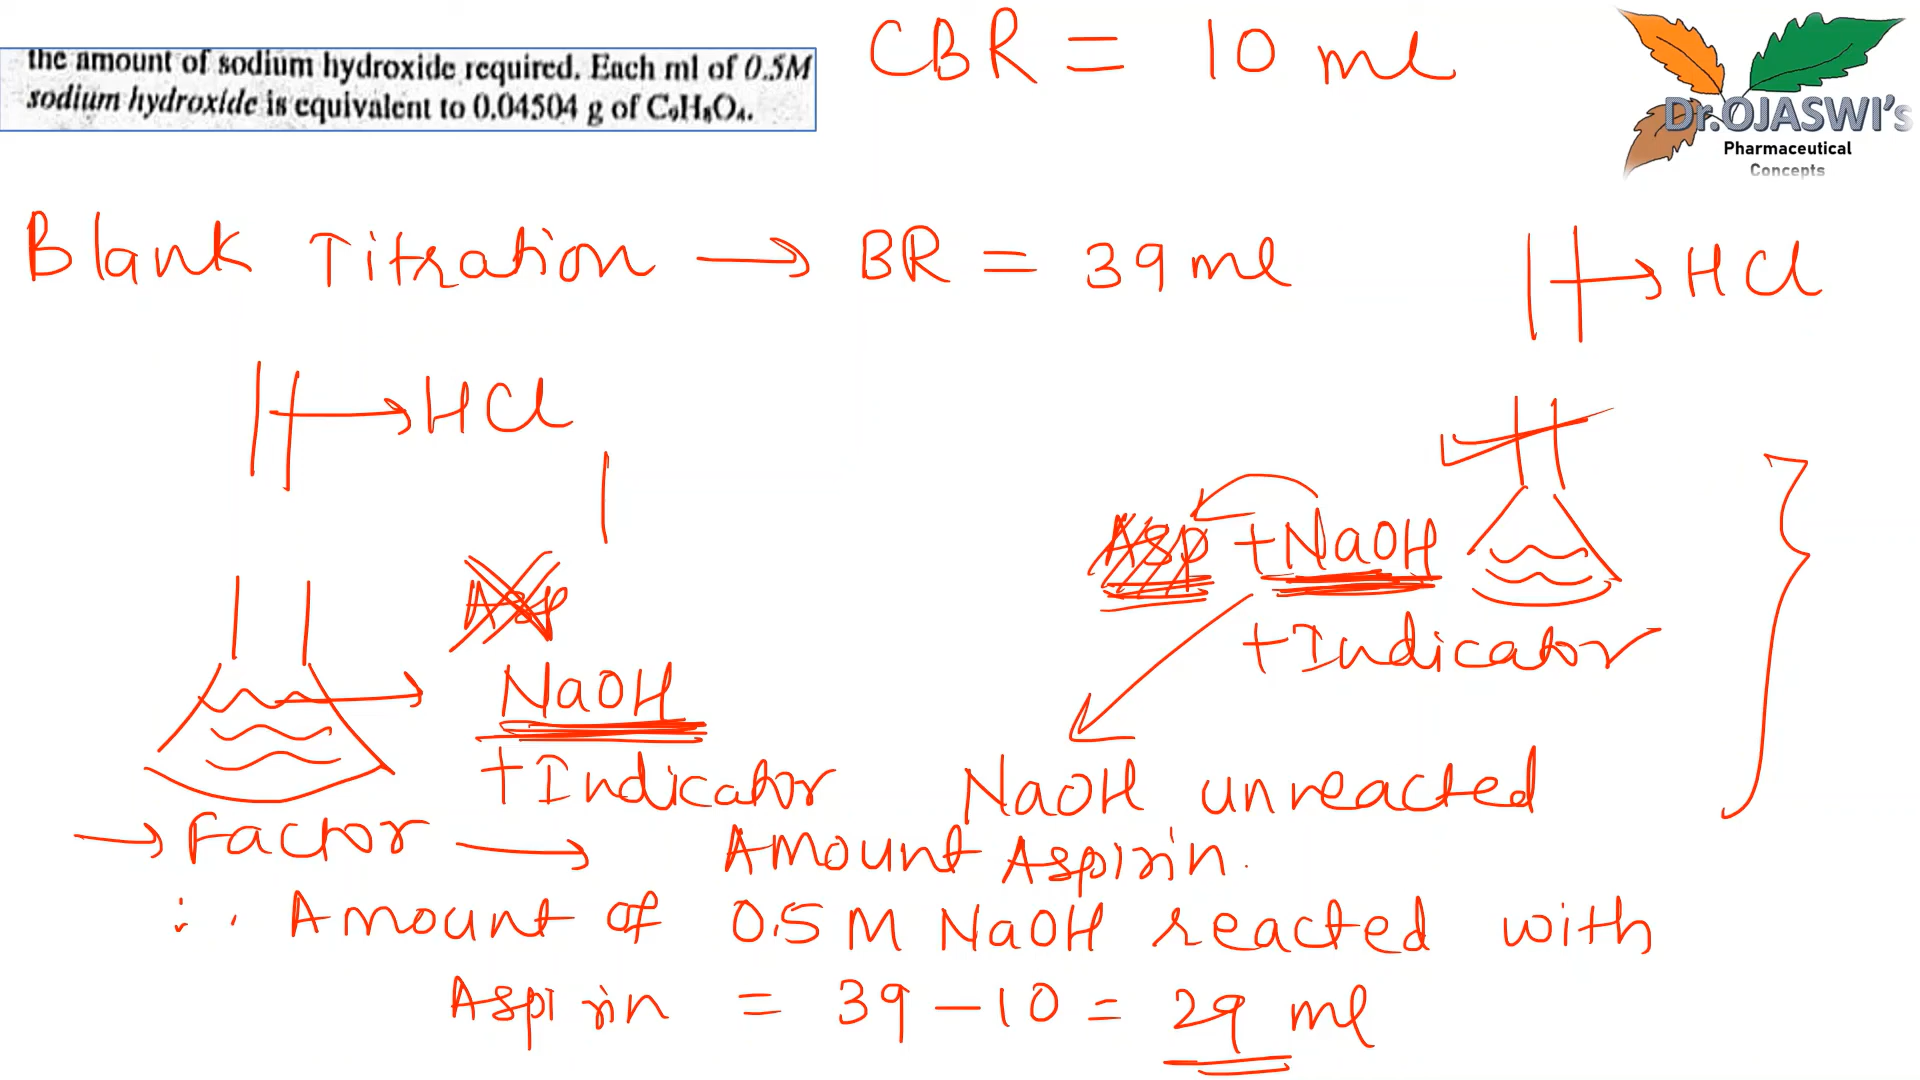 the amount of sodium hydroxide required. Each ml of 0.5M
sodium hydroxide is equivalent to 0.04504 g of C₉H₈O₄.
CBR = 10 ml
Dr.OJASWI's
Pharmaceutical
Concepts
Blank Titration → BR = 39 ml
→ HCl
→ HCl
Asp
NaOH
+ Indicator
Asp + NaOH
+ Indicator
NaOH unreacted
→ Factor → Amount Aspirin.
∴ Amount of 0.5 M NaOH reacted with
Aspirin = 39 - 10 = 29 ml